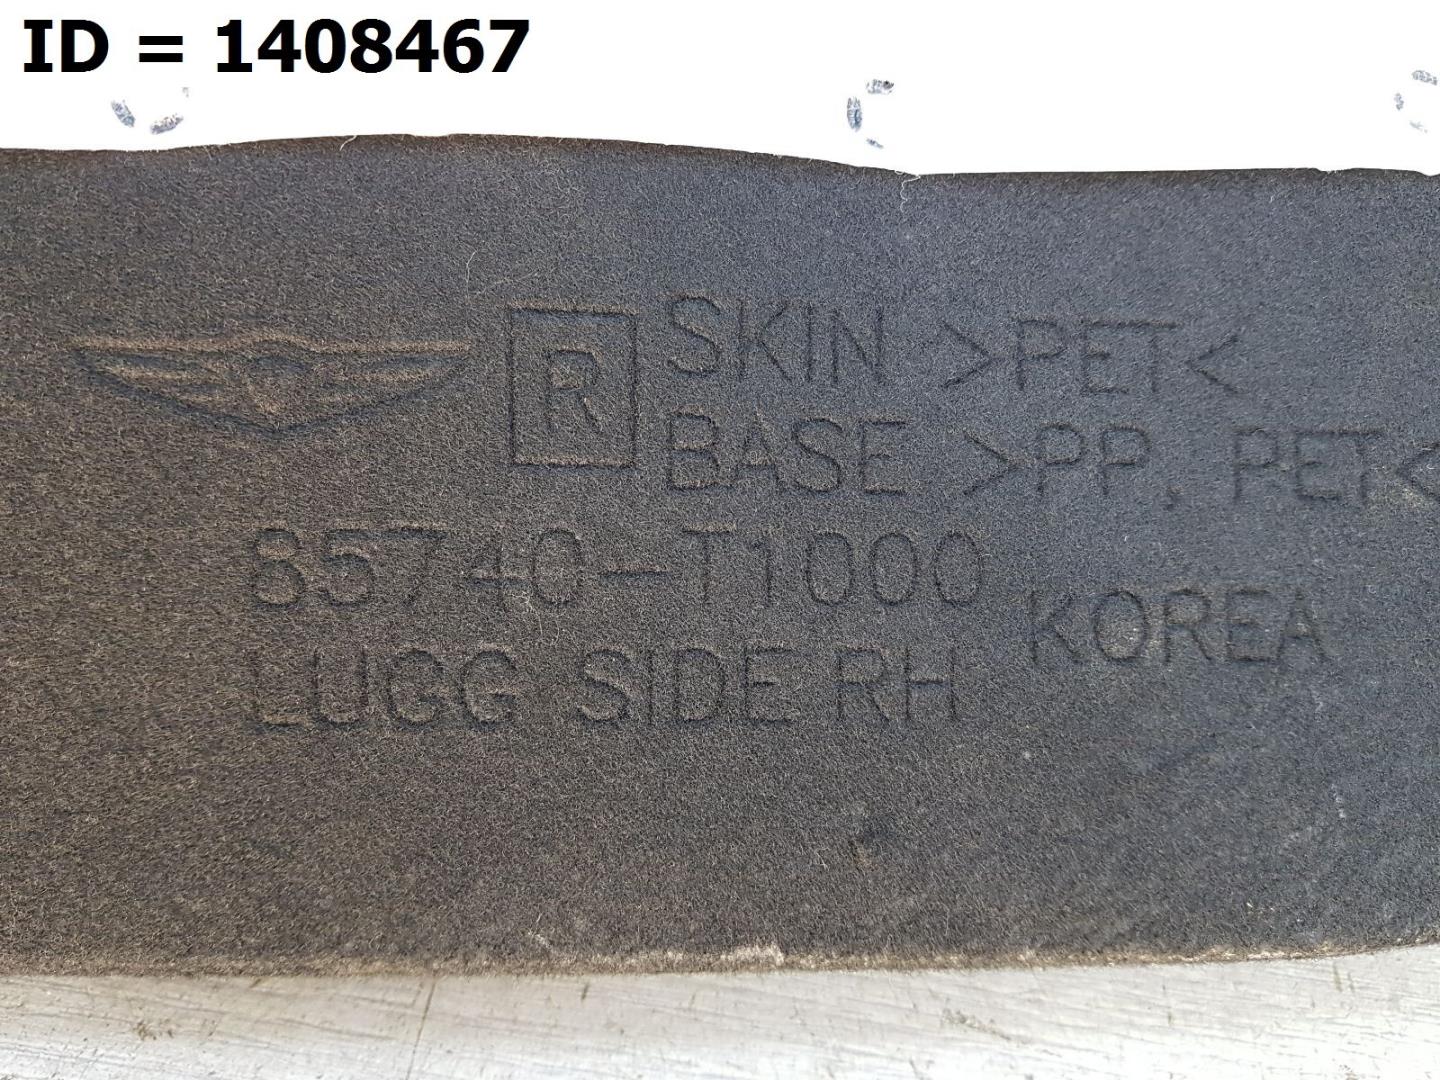 ID = 1408467
R
SKIN >PET<
BASE >PP, PET<
85740-T1000
KOREA
LUGG SIDE RH